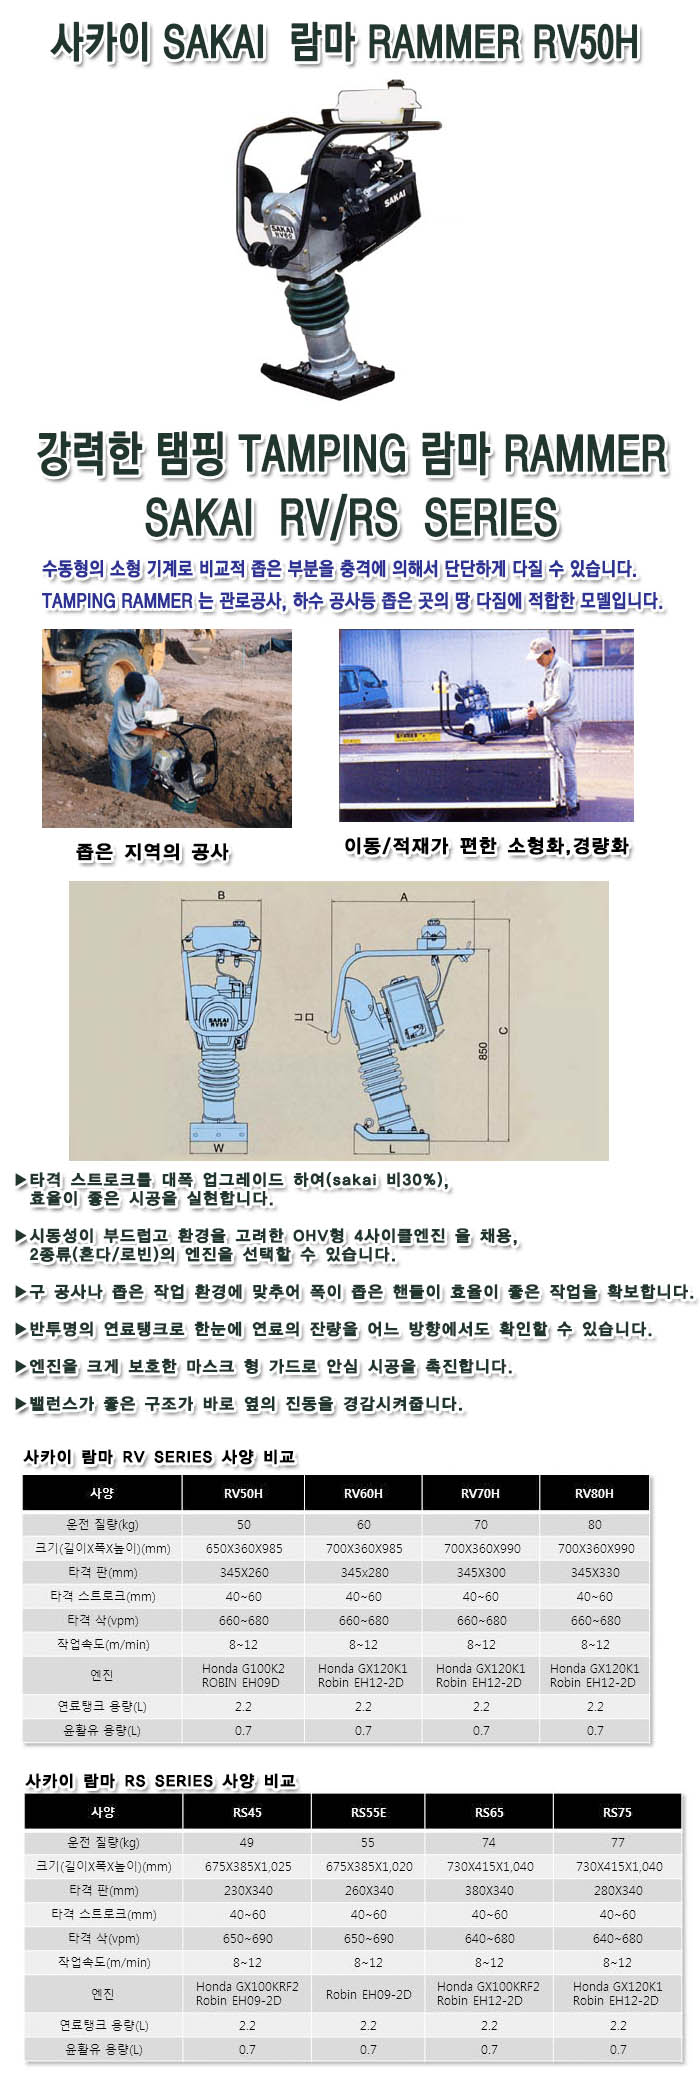 사카이 SAKAI 람마 RAMMER RV50H
SAKAI
SAKAI
RV50
강력한 탬핑 TAMPING 람마 RAMMER
SAKAI RV/RS SERIES
수동형의 소형 기계로 비교적 좁은 부분을 충격에 의해서 단단하게 다질 수 있습니다.
TAMPING RAMMER 는 관로공사, 하수 공사등 좁은 곳의 땅 다짐에 적합한 모델입니다.
좁은 지역의 공사
이동/적재가 편한 소형화,경량화
B
A
SAKAI
RV50
コロ
850
C
W
L
▶타격 스트로크를 대폭 업그레이드 하여(sakai 비30%),
효율이 좋은 시공을 실현합니다.
▶시동성이 부드럽고 환경을 고려한 OHV형 4사이클엔진 을 채용,
2종류(혼다/로빈)의 엔진을 선택할 수 있습니다.
▶구 공사나 좁은 작업 환경에 맞추어 폭이 좁은 핸들이 효율이 좋은 작업을 확보합니다.
▶반투명의 연료탱크로 한눈에 연료의 잔량을 어느 방향에서도 확인할 수 있습니다.
▶엔진을 크게 보호한 마스크 형 가드로 안심 시공을 촉진합니다.
▶밸런스가 좋은 구조가 바로 옆의 진동을 경감시켜줍니다.
사카이 람마 RV SERIES 사양 비교
사양 RV50H RV60H RV70H RV80H
운전 질량(kg) 50 60 70 80
크기(길이X폭X높이)(mm) 650X360X985 700X360X985 700X360X990 700X360X990
타격 판(mm) 345X260 345x280 345X300 345X330
타격 스트로크(mm) 40~60 40~60 40~60 40~60
타격 삭(vpm) 660~680 660~680 660~680 660~680
작업속도(m/min) 8~12 8~12 8~12 8~12
엔진 Honda G100K2 Honda GX120K1 Honda GX120K1 Honda GX120K1
ROBIN EH09D Robin EH12-2D Robin EH12-2D Robin EH12-2D
연료탱크 용량(L) 2.2 2.2 2.2 2.2
윤활유 용량(L) 0.7 0.7 0.7 0.7
사카이 람마 RS SERIES 사양 비교
사양 RS45 RS55E RS65 RS75
운전 질량(kg) 49 55 74 77
크기(길이X폭X높이)(mm) 675X385X1,025 675X385X1,020 730X415X1,040 730X415X1,040
타격 판(mm) 230X340 260X340 380X340 280X340
타격 스트로크(mm) 40~60 40~60 40~60 40~60
타격 삭(vpm) 650~690 650~690 640~680 640~680
작업속도(m/min) 8~12 8~12 8~12 8~12
엔진 Honda GX100KRF2 Robin EH09-2D Honda GX100KRF2 Honda GX120K1
Robin EH09-2D Robin EH12-2D Robin EH12-2D
연료탱크 용량(L) 2.2 2.2 2.2 2.2
윤활유 용량(L) 0.7 0.7 0.7 0.7